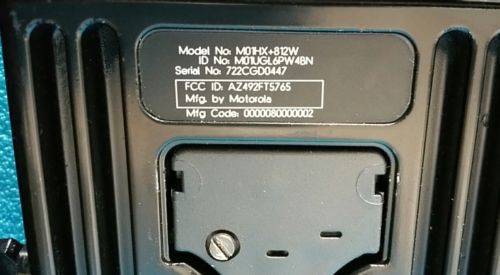 Model No: M01HX+812W
ID No: M01UGL6PW4BN
Serial No: 722CGD0447
FCC ID: AZ492FT5765
Mfg. by Motorola
Mfg Code: 0000080000002